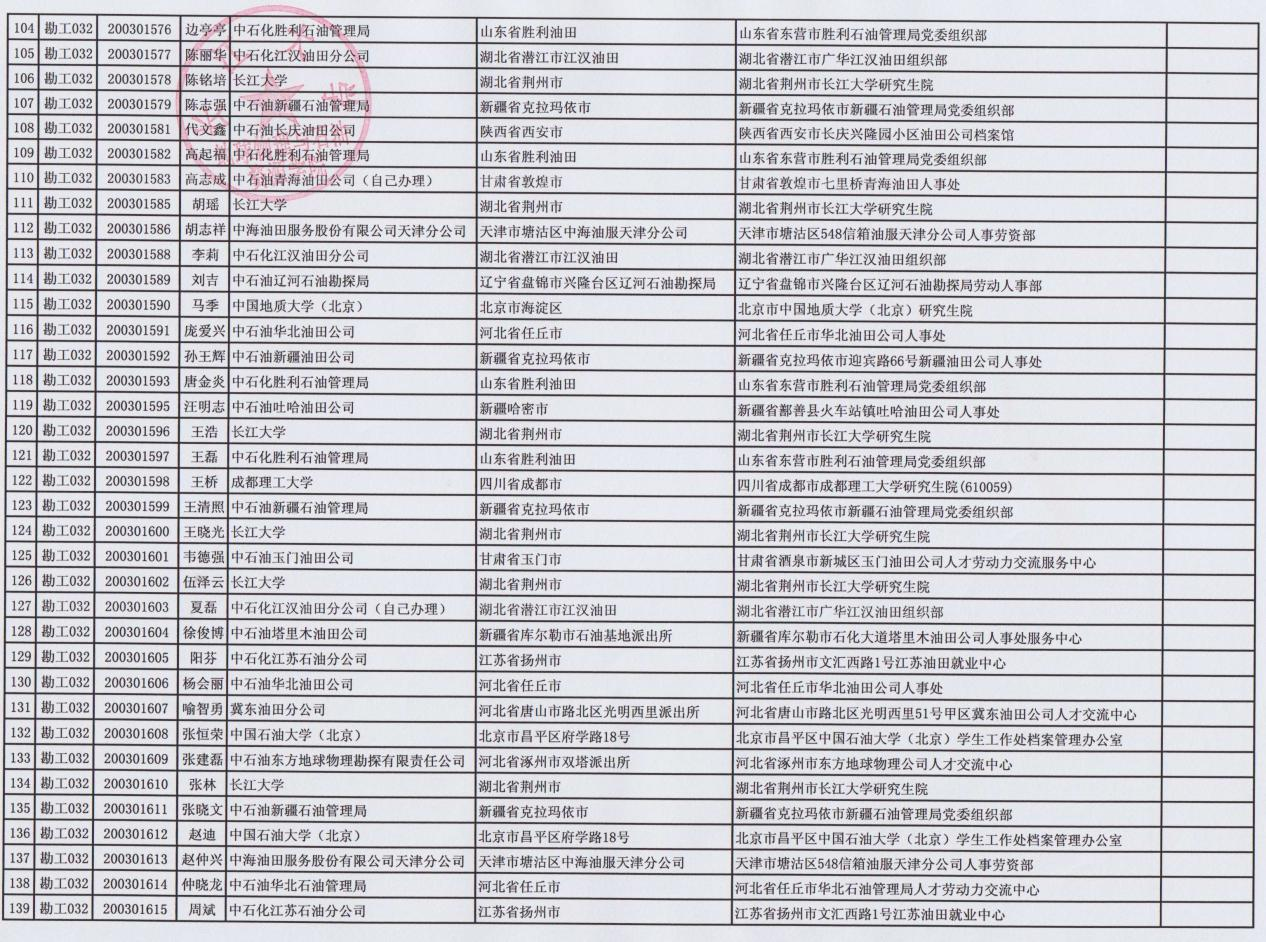 104 勘工032 200301576 边亭亭 中石化胜利石油管理局 山东省胜利油田 山东省东营市胜利石油管理局党委组织部
105 勘工032 200301577 陈丽华 中石化江汉油田分公司 湖北省潜江市江汉油田 湖北省潜江市广华江汉油田组织部
106 勘工032 200301578 陈铭培 长江大学 湖北省荆州市 湖北省荆州市长江大学研究生院
107 勘工032 200301579 陈志强 中石油新疆石油管理局 新疆省克拉玛依市 新疆省克拉玛依市新疆石油管理局党委组织部
108 勘工032 200301581 代文鑫 中石油长庆油田公司 陕西省西安市 陕西省西安市长庆兴隆园小区油田公司档案馆
109 勘工032 200301582 高起福 中石化胜利石油管理局 山东省胜利油田 山东省东营市胜利石油管理局党委组织部
110 勘工032 200301583 高志成 中石油青海油田公司（自己办理） 甘肃省敦煌市 甘肃省敦煌市七里桥青海油田人事处
111 勘工032 200301585 胡瑶 长江大学 湖北省荆州市 湖北省荆州市长江大学研究生院
112 勘工032 200301586 胡志祥 中海油田服务股份有限公司天津分公司 天津市塘沽区中海油服天津分公司 天津市塘沽区548信箱油服天津分公司人事劳资部
113 勘工032 200301588 李莉 中石化江汉油田分公司 湖北省潜江市江汉油田 湖北省潜江市广华江汉油田组织部
114 勘工032 200301589 刘吉 中石油辽河石油勘探局 辽宁省盘锦市兴隆台区辽河石油勘探局 辽宁省盘锦市兴隆台区辽河石油勘探局劳动人事部
115 勘工032 200301590 马季 中国地质大学（北京） 北京市海淀区 北京市中国地质大学（北京）研究生院
116 勘工032 200301591 庞爱兴 中石油华北油田公司 河北省任丘市 河北省任丘市华北油田公司人事处
117 勘工032 200301592 孙王辉 中石油新疆油田公司 新疆省克拉玛依市 新疆省克拉玛依市迎宾路66号新疆油田公司人事处
118 勘工032 200301593 唐金炎 中石化胜利石油管理局 山东省胜利油田 山东省东营市胜利石油管理局党委组织部
119 勘工032 200301595 汪明志 中石油吐哈油田公司 新疆哈密市 新疆省鄯善县火车站镇吐哈油田公司人事处
120 勘工032 200301596 王浩 长江大学 湖北省荆州市 湖北省荆州市长江大学研究生院
121 勘工032 200301597 王磊 中石化胜利石油管理局 山东省胜利油田 山东省东营市胜利石油管理局党委组织部
122 勘工032 200301598 王桥 成都理工大学 四川省成都市 四川省成都市成都理工大学研究生院(610059)
123 勘工032 200301599 王清照 中石油新疆石油管理局 新疆省克拉玛依市 新疆省克拉玛依市新疆石油管理局党委组织部
124 勘工032 200301600 王晓光 长江大学 湖北省荆州市 湖北省荆州市长江大学研究生院
125 勘工032 200301601 韦德强 中石油玉门油田公司 甘肃省玉门市 甘肃省酒泉市新城区玉门油田公司人才劳动力交流服务中心
126 勘工032 200301602 伍泽云 长江大学 湖北省荆州市 湖北省荆州市长江大学研究生院
127 勘工032 200301603 夏磊 中石化江汉油田分公司（自己办理） 湖北省潜江市江汉油田 湖北省潜江市广华江汉油田组织部
128 勘工032 200301604 徐俊博 中石油塔里木油田公司 新疆省库尔勒市石油基地派出所 新疆省库尔勒市石化大道塔里木油田公司人事处服务中心
129 勘工032 200301605 阳芬 中石化江苏石油分公司 江苏省扬州市 江苏省扬州市文汇西路1号江苏油田就业中心
130 勘工032 200301606 杨会丽 中石油华北油田公司 河北省任丘市 河北省任丘市华北油田公司人事处
131 勘工032 200301607 喻智勇 冀东油田分公司 河北省唐山市路北区光明西里派出所 河北省唐山市路北区光明西里51号甲区冀东油田公司人才交流中心
132 勘工032 200301608 张恒荣 中国石油大学（北京） 北京市昌平区府学路18号 北京市昌平区中国石油大学（北京）学生工作处档案管理办公室
133 勘工032 200301609 张建磊 中石油东方地球物理勘探有限责任公司 河北省涿州市双塔派出所 河北省涿州市东方地球物理公司人才交流中心
134 勘工032 200301610 张林 长江大学 湖北省荆州市 湖北省荆州市长江大学研究生院
135 勘工032 200301611 张晓文 中石油新疆石油管理局 新疆省克拉玛依市 新疆省克拉玛依市新疆石油管理局党委组织部
136 勘工032 200301612 赵迪 中国石油大学（北京） 北京市昌平区府学路18号 北京市昌平区中国石油大学（北京）学生工作处档案管理办公室
137 勘工032 200301613 赵仲兴 中海油田服务股份有限公司天津分公司 天津市塘沽区中海油服天津分公司 天津市塘沽区548信箱油服天津分公司人事劳资部
138 勘工032 200301614 仲晓龙 中石油华北石油管理局 河北省任丘市 河北省任丘市华北石油管理局人才劳动力交流中心
139 勘工032 200301615 周斌 中石化江苏石油分公司 江苏省扬州市 江苏省扬州市文汇西路1号江苏油田就业中心